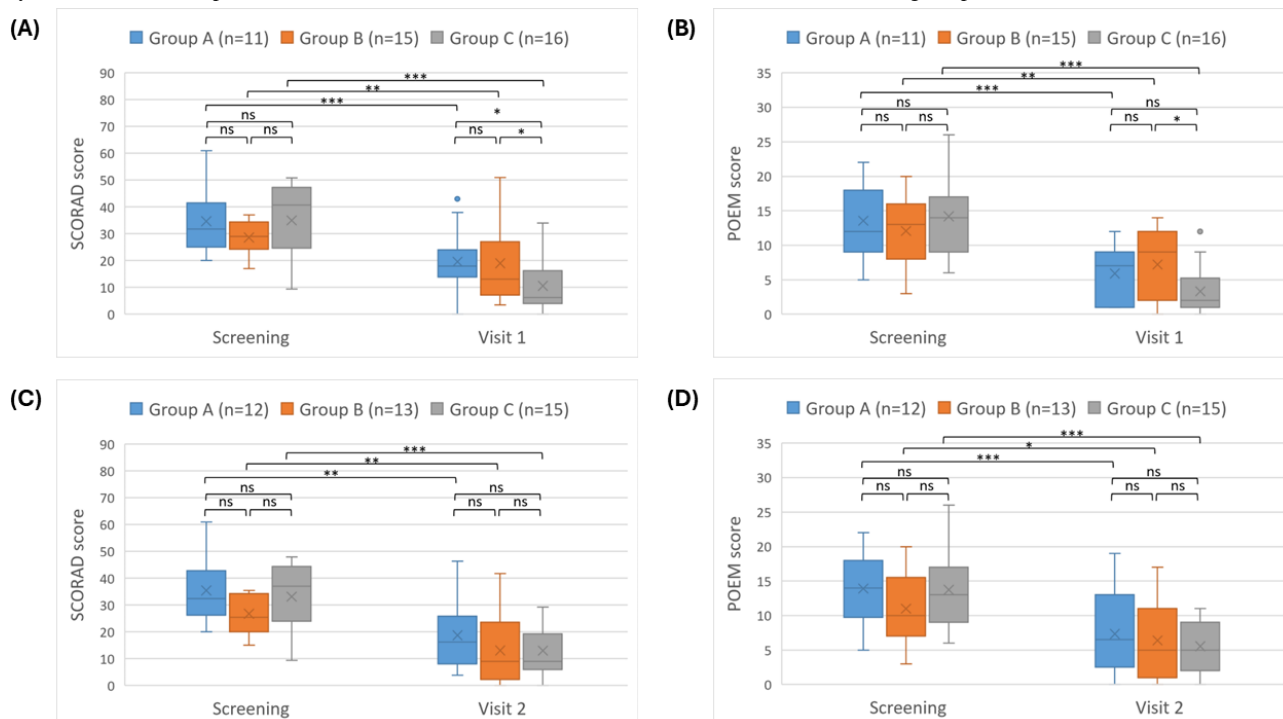 (A)
Group A (n=11) Group B (n=15) Group C (n=16)
SCORAD score
90
80
70
60
50
40
30
20
10
0
***
**
***
*
ns
ns ns
ns *
Screening Visit 1
(B)
Group A (n=11) Group B (n=15) Group C (n=16)
POEM score
35
30
25
20
15
10
5
0
***
**
***
ns ns
ns ns
ns *
Screening Visit 1
(C)
Group A (n=12) Group B (n=13) Group C (n=15)
SCORAD score
90
80
70
60
50
40
30
20
10
0
***
**
**
ns ns
ns ns
ns ns
Screening Visit 2
(D)
Group A (n=12) Group B (n=13) Group C (n=15)
POEM score
35
30
25
20
15
10
5
0
***
*
***
ns ns
ns ns
ns ns
Screening Visit 2